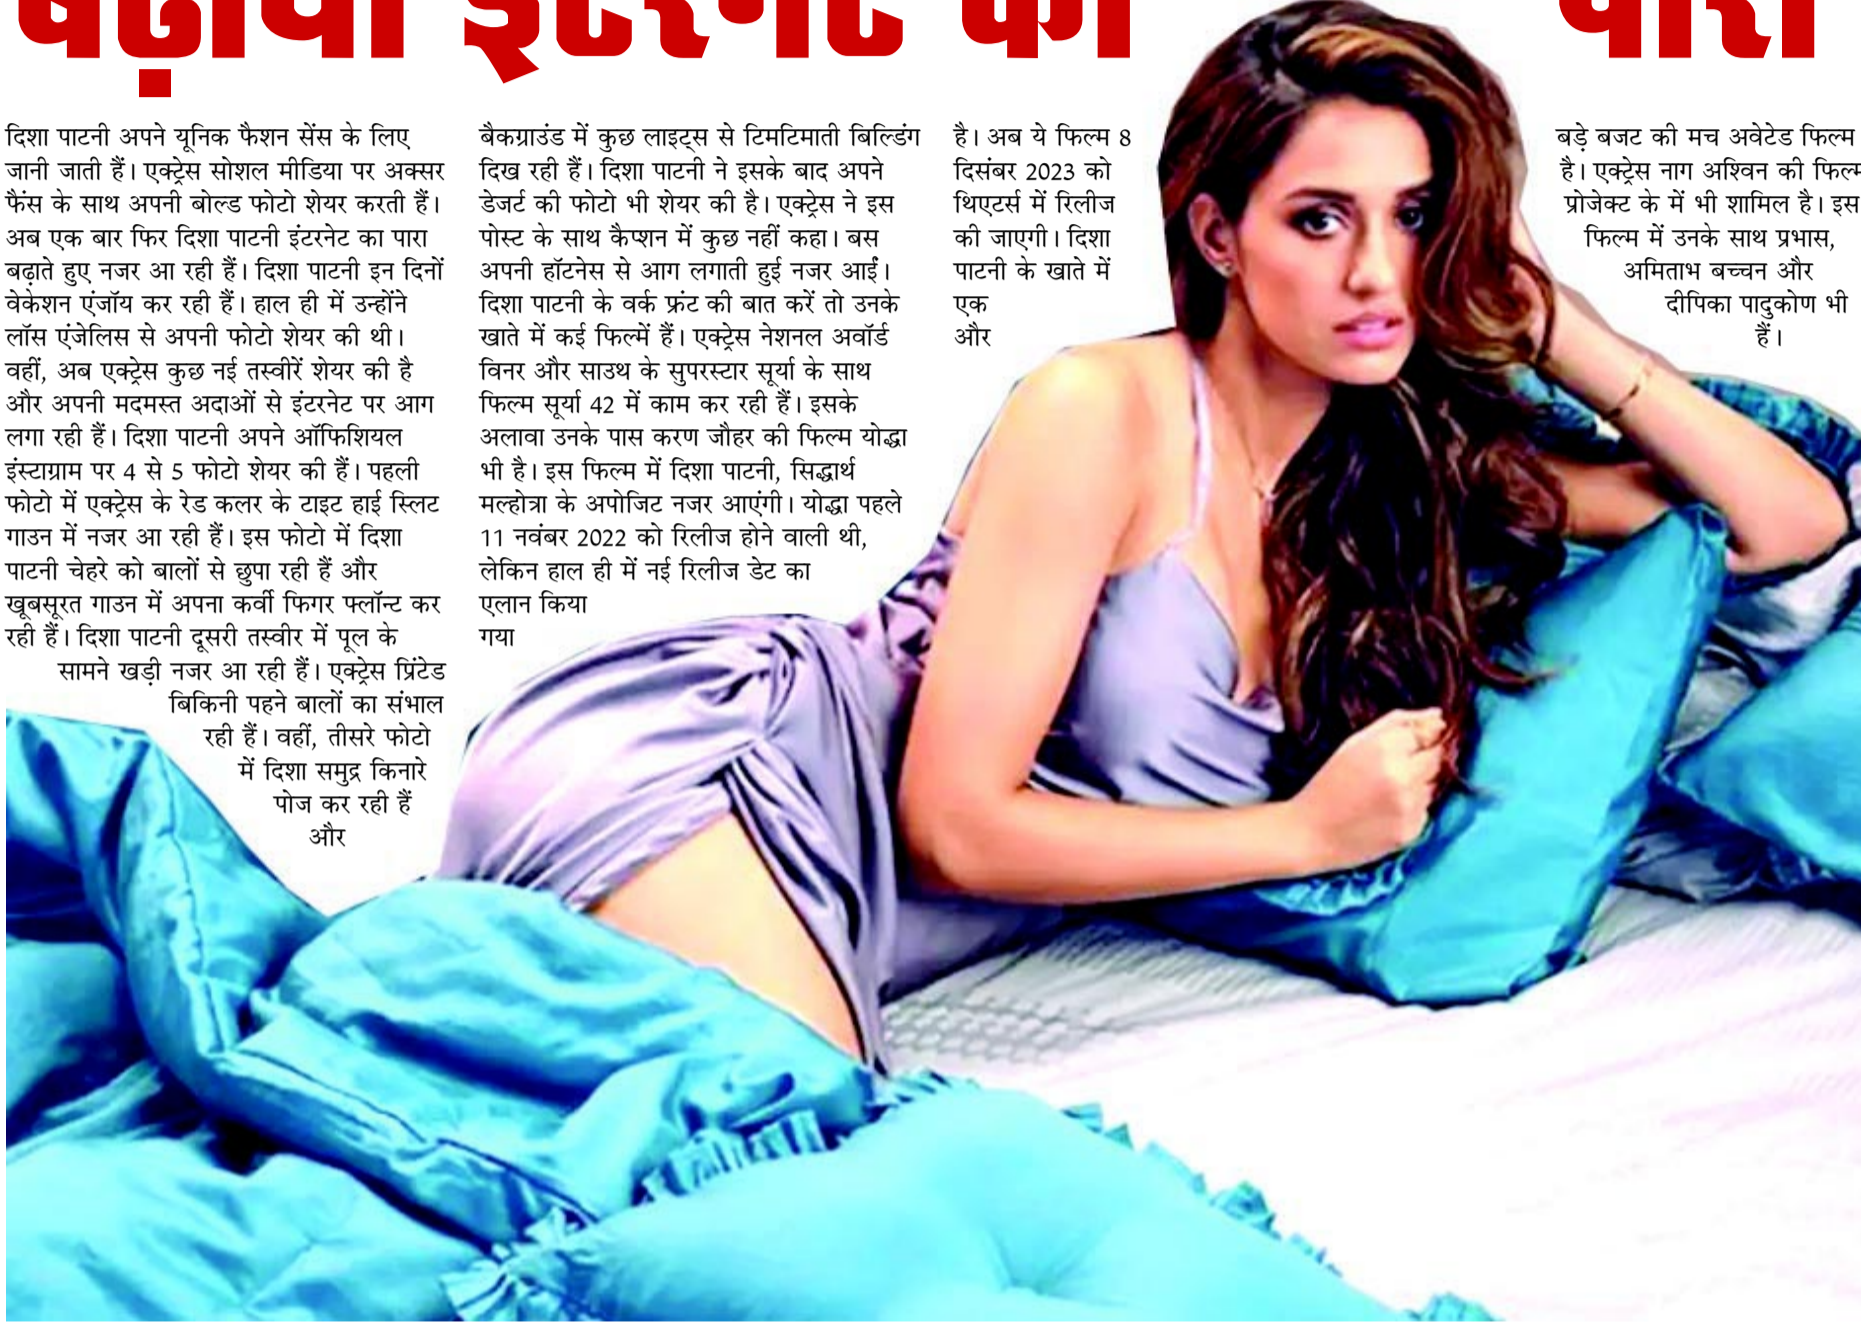 बढ़ाया इंटरनेट का पारा
दिशा पाटनी अपने यूनिक फैशन सेंस के लिए
जानी जाती हैं। एक्ट्रेस सोशल मीडिया पर अक्सर
फैंस के साथ अपनी बोल्ड फोटो शेयर करती हैं।
अब एक बार फिर दिशा पाटनी इंटरनेट का पारा
बढ़ाते हुए नजर आ रही हैं। दिशा पाटनी इन दिनों
वेकेशन एंजॉय कर रही हैं। हाल ही में उन्होंने
लॉस एंजेलिस से अपनी फोटो शेयर की थी।
वहीं, अब एक्ट्रेस कुछ नई तस्वीरें शेयर की है
और अपनी मदमस्त अदाओं से इंटरनेट पर आग
लगा रही हैं। दिशा पाटनी अपने ऑफिशियल
इंस्टाग्राम पर 4 से 5 फोटो शेयर की हैं। पहली
फोटो में एक्ट्रेस के रेड कलर के टाइट हाई स्लिट
गाउन में नजर आ रही हैं। इस फोटो में दिशा
पाटनी चेहरे को बालों से छुपा रही हैं और
खूबसूरत गाउन में अपना कर्वी फिगर फ्लॉन्ट कर
रही हैं। दिशा पाटनी दूसरी तस्वीर में पूल के
सामने खड़ी नजर आ रही हैं। एक्ट्रेस प्रिंटेड
बिकिनी पहने बालों का संभाल
रही हैं। वहीं, तीसरे फोटो
में दिशा समुद्र किनारे
पोज कर रही हैं
और
बैकग्राउंड में कुछ लाइट्स से टिमटिमाती बिल्डिंग
दिख रही हैं। दिशा पाटनी ने इसके बाद अपने
डेजर्ट की फोटो भी शेयर की है। एक्ट्रेस ने इस
पोस्ट के साथ कैप्शन में कुछ नहीं कहा। बस
अपनी हॉटनेस से आग लगाती हुई नजर आईं।
दिशा पाटनी के वर्क फ्रंट की बात करें तो उनके
खाते में कई फिल्में हैं। एक्ट्रेस नेशनल अवॉर्ड
विनर और साउथ के सुपरस्टार सूर्या के साथ
फिल्म सूर्या 42 में काम कर रही हैं। इसके
अलावा उनके पास करण जौहर की फिल्म योद्धा
भी है। इस फिल्म में दिशा पाटनी, सिद्धार्थ
मल्होत्रा के अपोजिट नजर आएंगी। योद्धा पहले
11 नवंबर 2022 को रिलीज होने वाली थी,
लेकिन हाल ही में नई रिलीज डेट का
एलान किया
गया
है। अब ये फिल्म 8
दिसंबर 2023 को
थिएटर्स में रिलीज
की जाएगी। दिशा
पाटनी के खाते में
एक
और
बड़े बजट की मच अवेटेड फिल्म
है। एक्ट्रेस नाग अश्विन की फिल्म
प्रोजेक्ट के में भी शामिल है। इस
फिल्म में उनके साथ प्रभास,
अमिताभ बच्चन और
दीपिका पादुकोण भी
हैं।